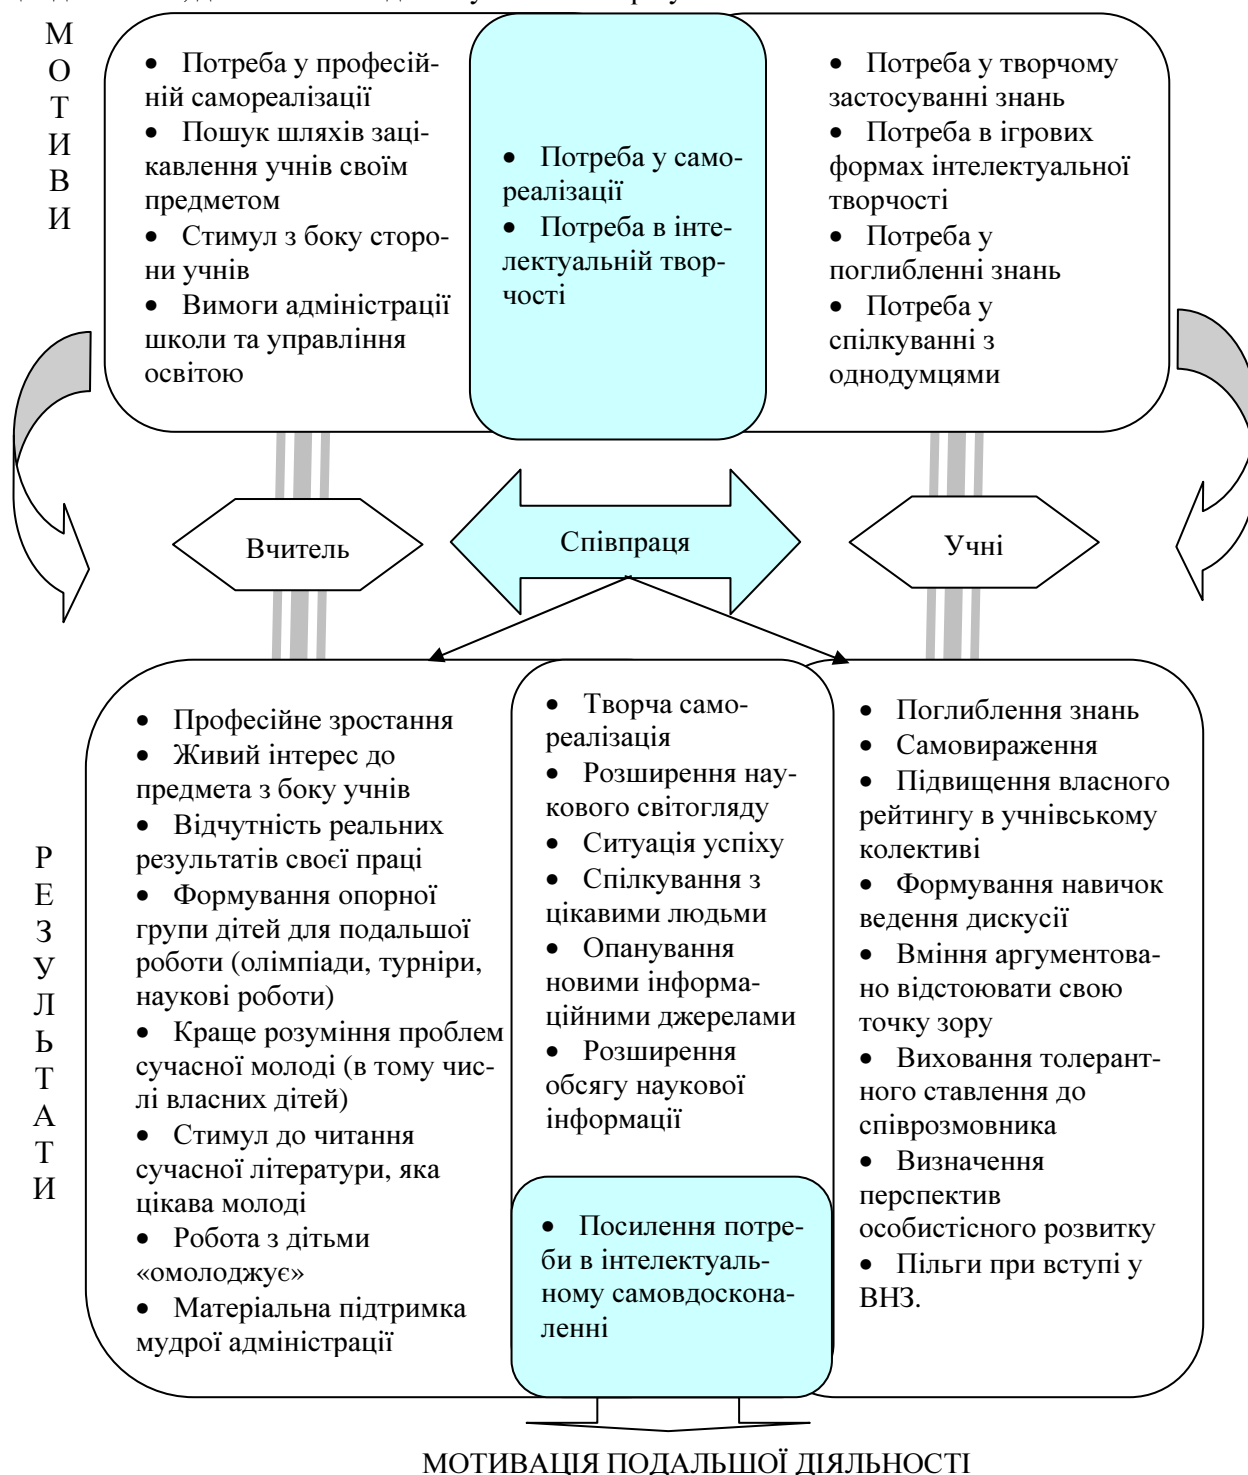 М
О
Т
И
В
И
• Потреба у професій-
ній самореалізації
• Пошук шляхів заці-
кавлення учнів своїм
предметом
• Стимул з боку сторо-
ни учнів
• Вимоги адміністрації
школи та управління
освітою
• Потреба у само-
реалізації
• Потреба в інте-
лектуальній твор-
чості
• Потреба у творчому
застосуванні знань
• Потреба в ігрових
формах інтелектуальної
творчості
• Потреба у
поглибленні знань
• Потреба у
спілкуванні з
однодумцями
Вчитель
Співпраця
Учні
Р
Е
З
У
Л
Ь
Т
А
Т
И
• Професійне зростання
• Живий інтерес до
предмета з боку учнів
• Відчутність реальних
результатів своєї праці
• Формування опорної
групи дітей для подальшої
роботи (олімпіади, турніри,
наукові роботи)
• Краще розуміння проблем
сучасної молоді (в тому чис-
лі власних дітей)
• Стимул до читання
сучасної літератури, яка
цікава молоді
• Робота з дітьми
«омолоджує»
• Матеріальна підтримка
мудрої адміністрації
• Творча само-
реалізація
• Розширення нау-
кового світогляду
• Ситуація успіху
• Спілкування з
цікавими людьми
• Опанування
новими інформа-
ційними джерелами
• Розширення
обсягу наукової
інформації
• Посилення потре-
би в інтелектуаль-
ному самовдоскона-
ленні
• Поглиблення знань
• Самовираження
• Підвищення власного
рейтингу в учнівському
колективі
• Формування навичок
ведення дискусії
• Вміння аргументова-
но відстоювати свою
точку зору
• Виховання толерант-
ного ставлення до
співрозмовника
• Визначення
перспектив
особистісного розвитку
• Пільги при вступі у
ВНЗ.
МОТИВАЦІЯ ПОДАЛЬШОЇ ДІЯЛЬНОСТІ